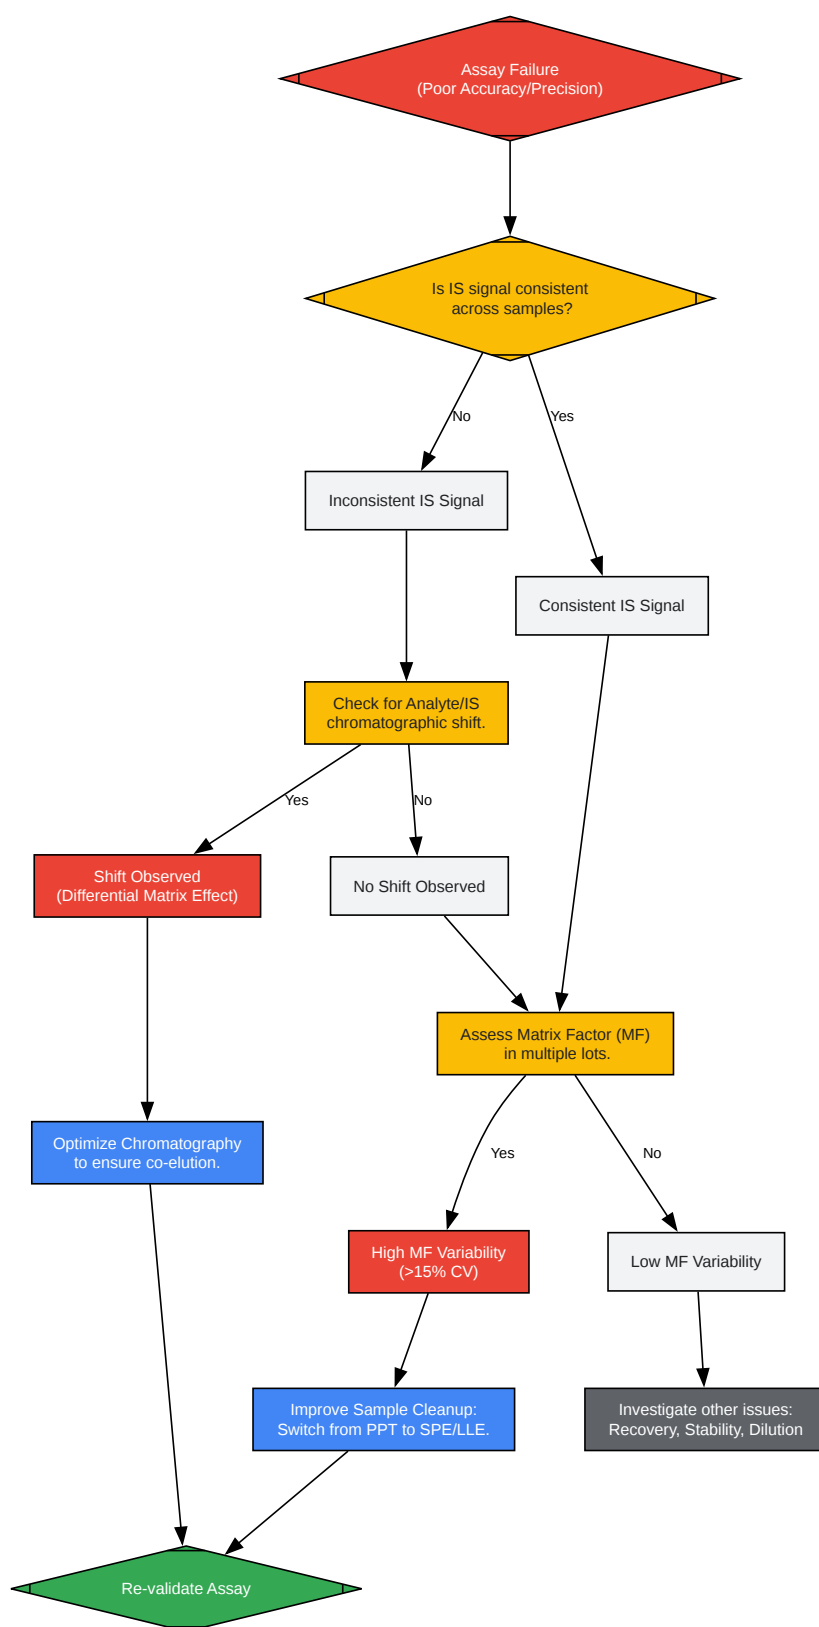 Assay Failure
(Poor Accuracy/Precision)
Is IS signal consistent
across samples?
No
Yes
Inconsistent IS Signal
Consistent IS Signal
Check for Analyte/IS
chromatographic shift.
Yes
No
Shift Observed
(Differential Matrix Effect)
No Shift Observed
Assess Matrix Factor (MF)
in multiple lots.
Optimize Chromatography
to ensure co-elution.
Yes
No
High MF Variability
(>15% CV)
Low MF Variability
Improve Sample Cleanup:
Switch from PPT to SPE/LLE.
Investigate other issues:
Recovery, Stability, Dilution
Re-validate Assay